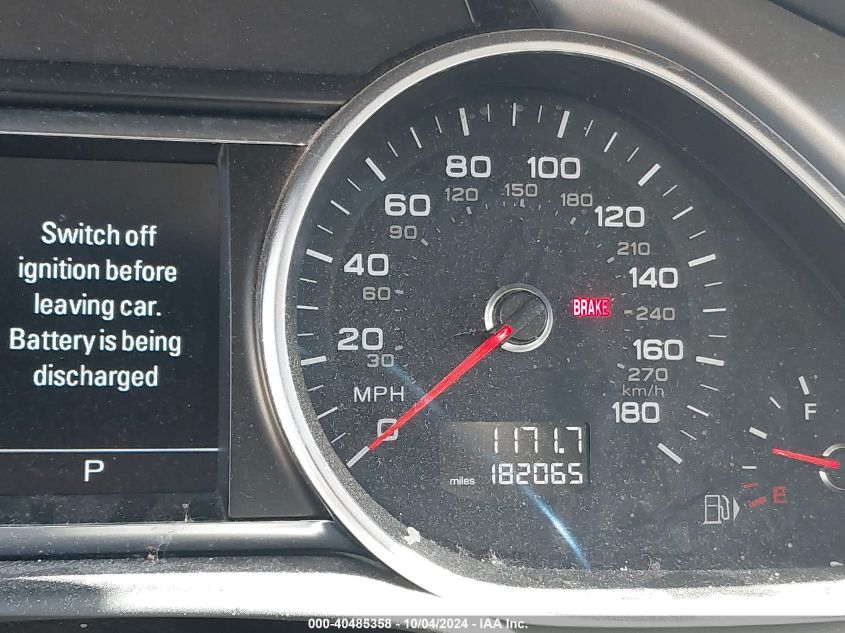 Switch off
ignition before
leaving car.
Battery is being
discharged
P
80 100
120 150 180
60 120
90 210
40 140
60 BRAKE 240
20 160
30 270
MPH km/h
0 180
1171.7
miles 182065
F
E
000-40485358 - 10/04/2024 - IAA Inc.